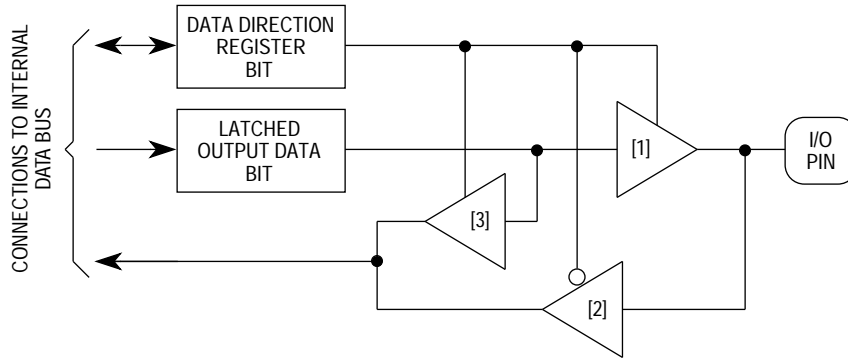 CONNECTIONS TO INTERNAL
DATA BUS
DATA DIRECTION
REGISTER
BIT
LATCHED
OUTPUT DATA
BIT
[1]
I/O
PIN
[3]
[2]